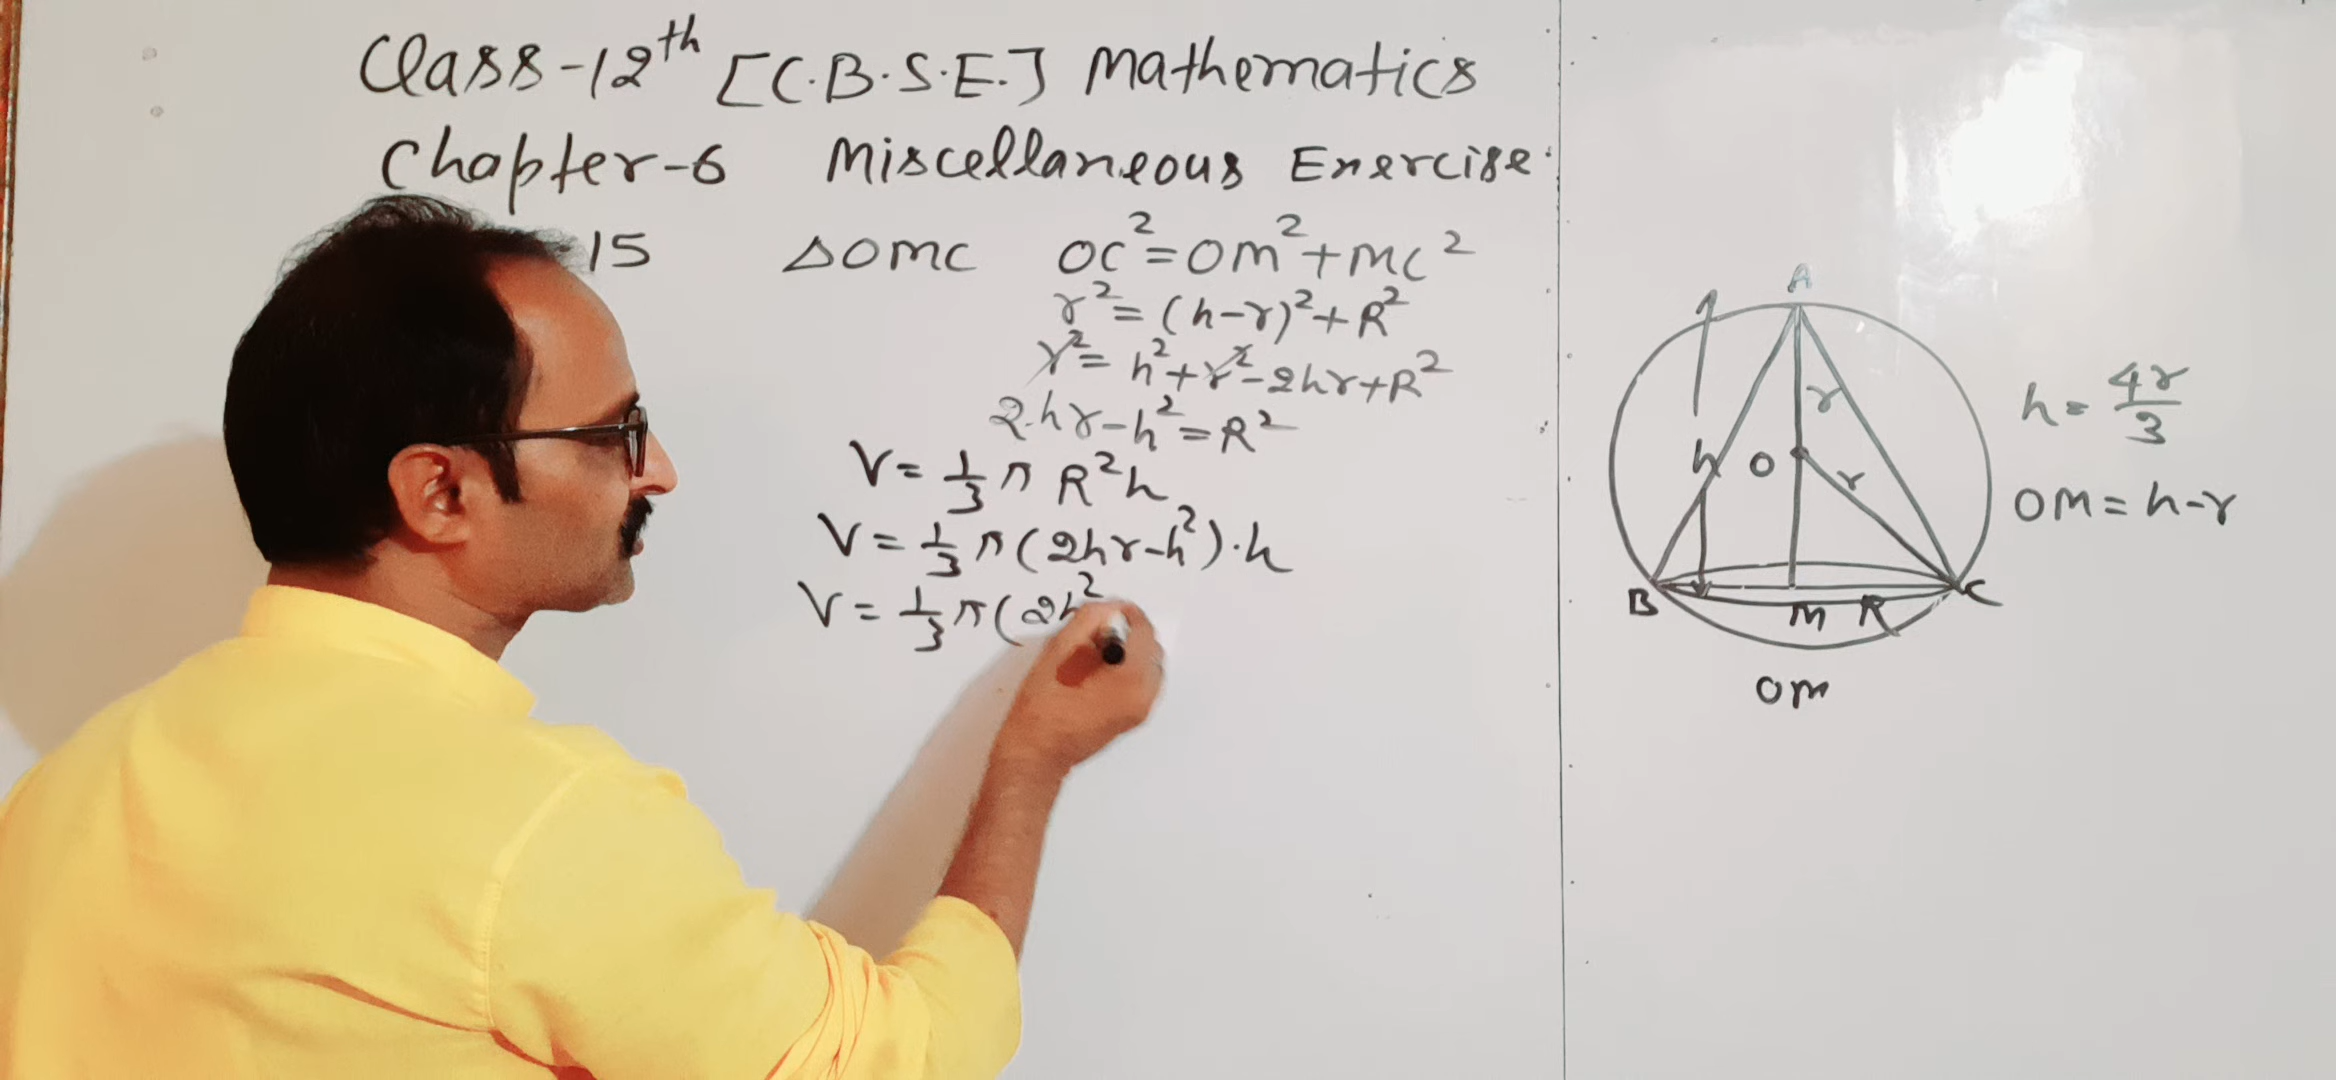 Class-12th [C.B.S.E.] Mathematics
Chapter-6 Miscellaneous Exercise.
15 △OMC OC²=OM²+MC²
r²=(h-r)²+R²
r²=h²+r²-2hr+R²
2hr-h²=R²
V=1/3 π R²h
V=1/3 π(2hr-h²).h
V=1/3 π(2h²
A
r
h
O
r
B
M
R
C
OM
h=4r/3
OM=h-r